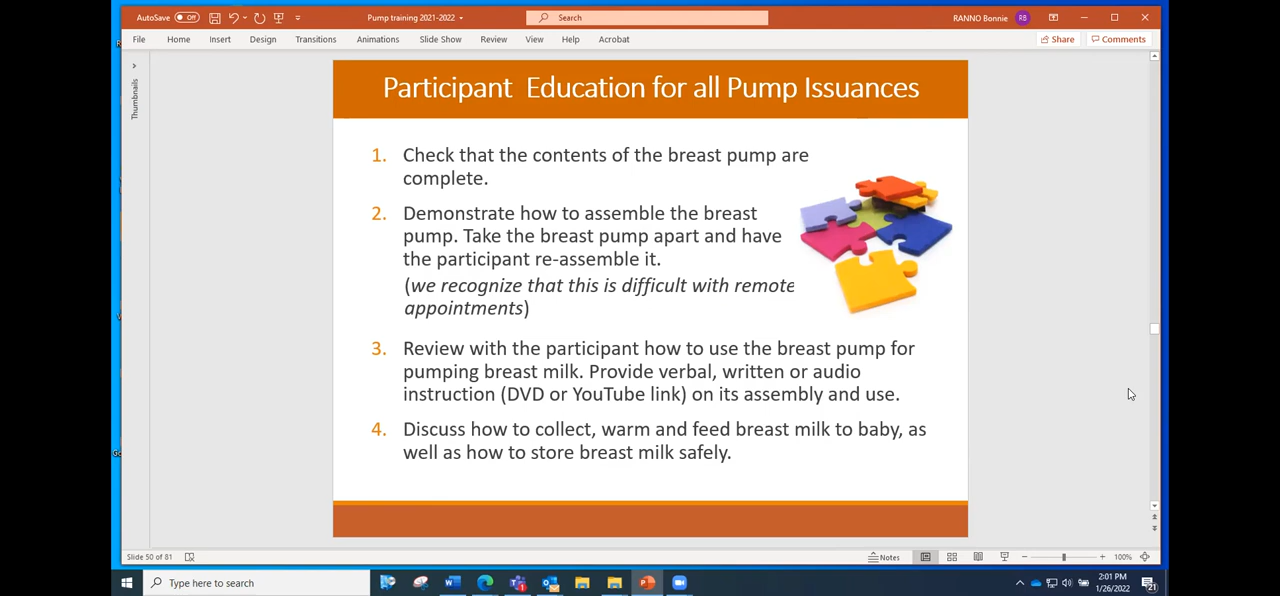 AutoSave Off
Pump training 2021-2022
Search
RANNO Bonnie RB
File Home Insert Design Transitions Animations Slide Show Review View Help Acrobat Share Comments
Thumbnails
Participant Education for all Pump Issuances
1. Check that the contents of the breast pump are
complete.
2. Demonstrate how to assemble the breast
pump. Take the breast pump apart and have
the participant re-assemble it.
(we recognize that this is difficult with remote
appointments)
3. Review with the participant how to use the breast pump for
pumping breast milk. Provide verbal, written or audio
instruction (DVD or YouTube link) on its assembly and use.
4. Discuss how to collect, warm and feed breast milk to baby, as
well as how to store breast milk safely.
Slide 50 of 81 Notes 100%
Type here to search
2:01 PM
1/26/2022
21